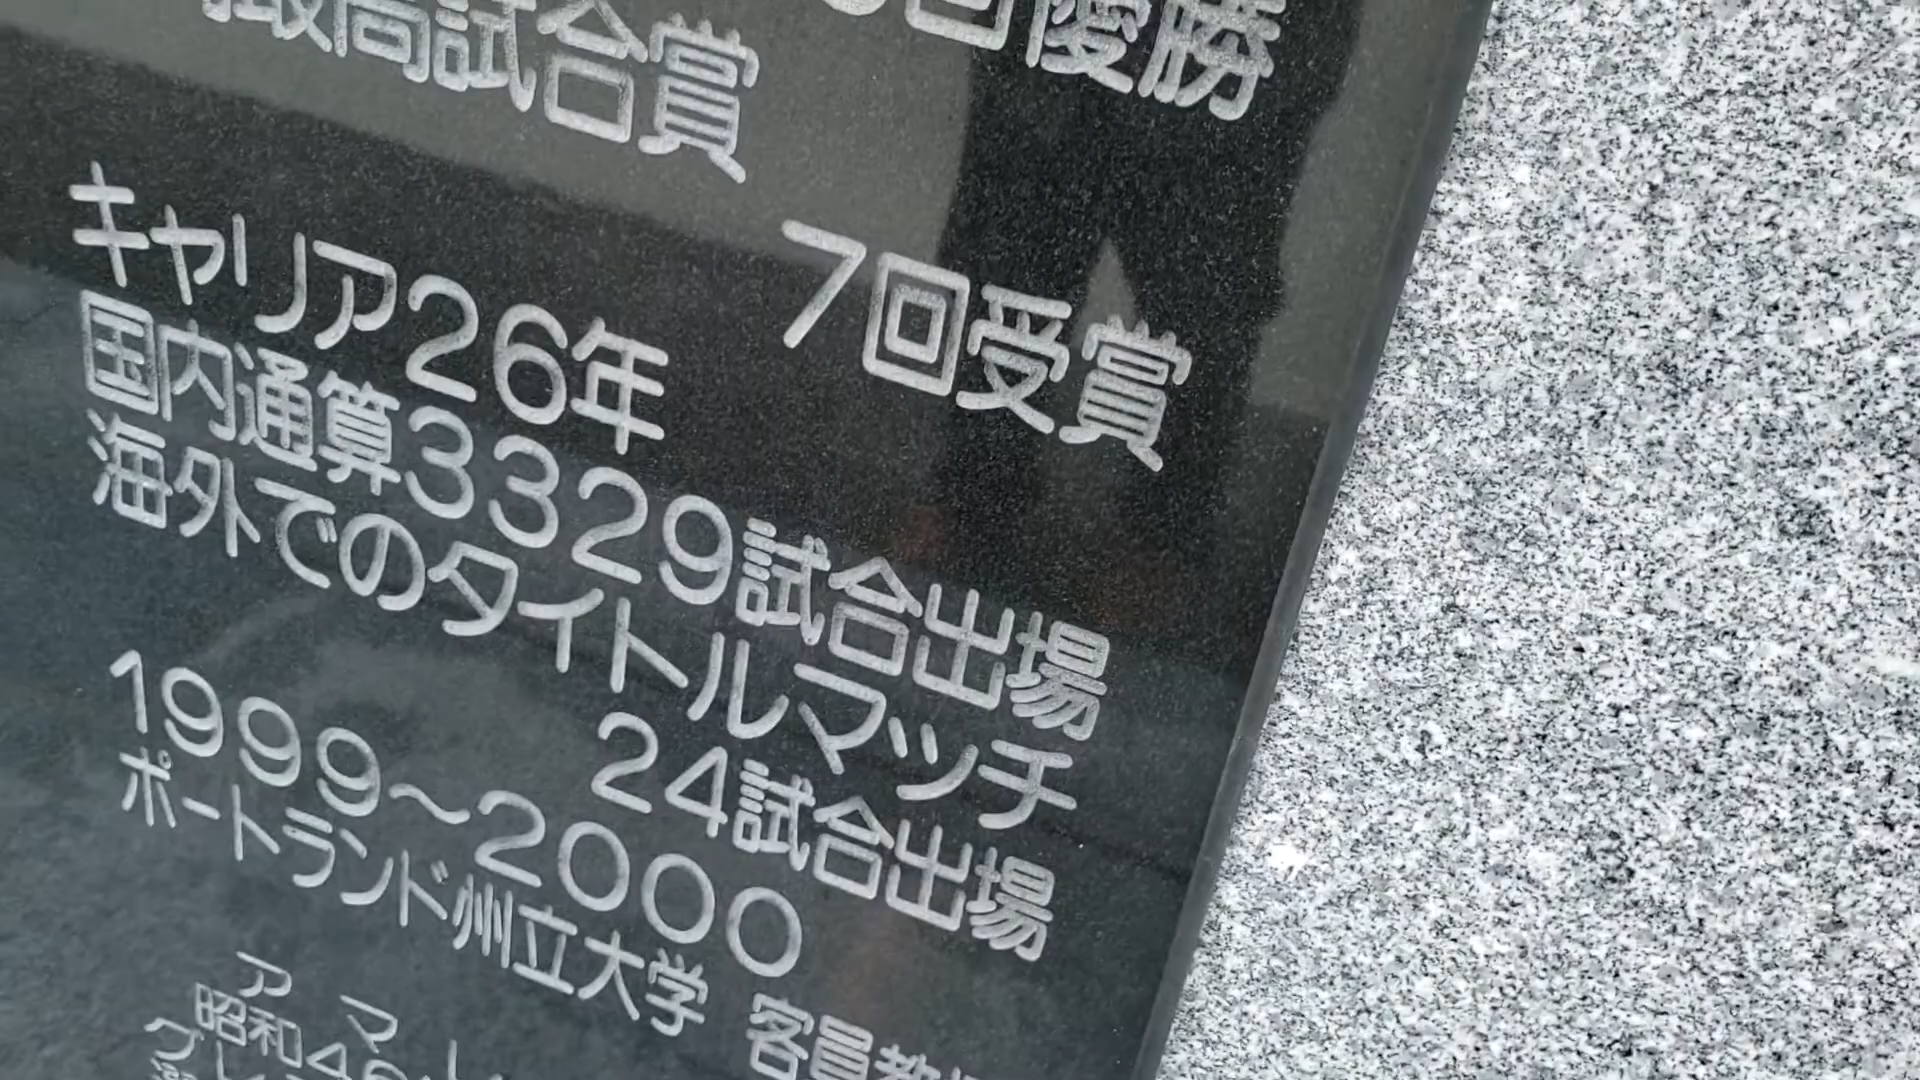 回優勝
最高試合賞
7回受賞
キャリア26年
国内通算3329試合出場
海外でのタイトルマッチ
24試合出場
1999〜2000
ポートランド州立大学 客員教
ア マ
昭和4